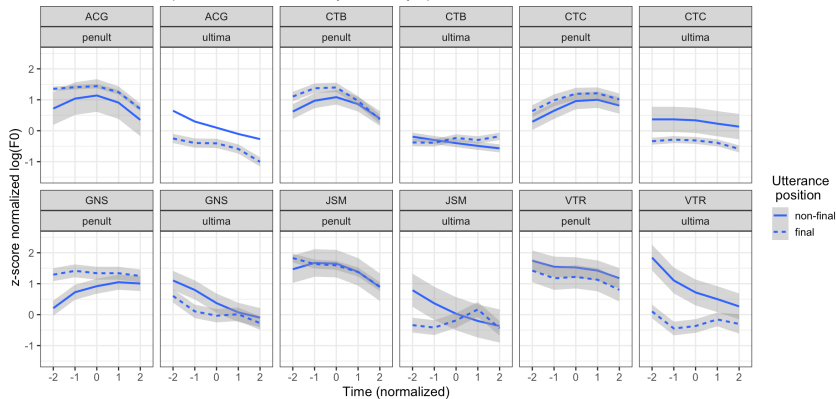 ACG ACG CTB CTB CTC CTC
penult ultima penult ultima penult ultima
2
1
0
-1
GNS GNS JSM JSM VTR VTR
penult ultima penult ultima penult ultima
2
1
0
-1
-2 -1 0 1 2 -2 -1 0 1 2 -2 -1 0 1 2 -2 -1 0 1 2 -2 -1 0 1 2 -2 -1 0 1 2
Time (normalized)
z-score normalized log(F0)
Utterance
position
non-final
final